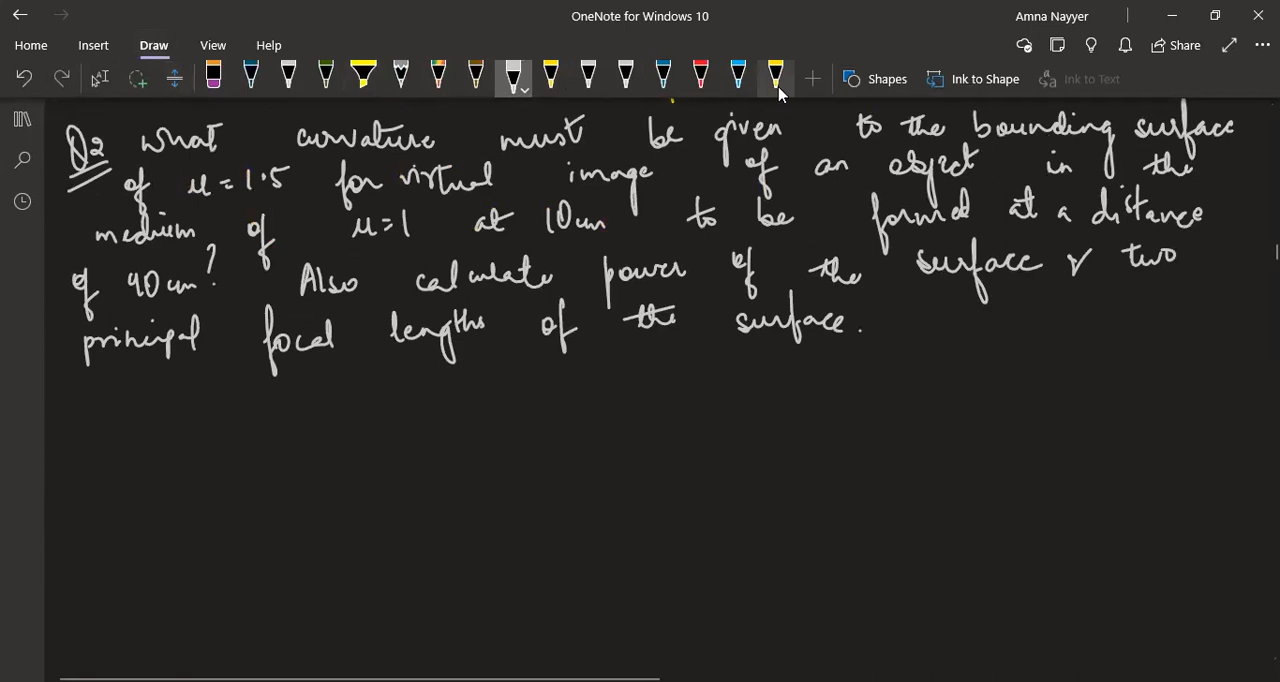 OneNote for Windows 10
Amna Nayyer
Home Insert Draw View Help
Share
Shapes Ink to Shape Ink to Text
Q2 What curvature must be given to the bounding surface
of μ = 1.5 for virtual image of an object in the
medium of μ = 1 at 10 cm to be formed at a distance
of 40 cm? Also calculate power of the surface & two
principal focal lengths of the surface.